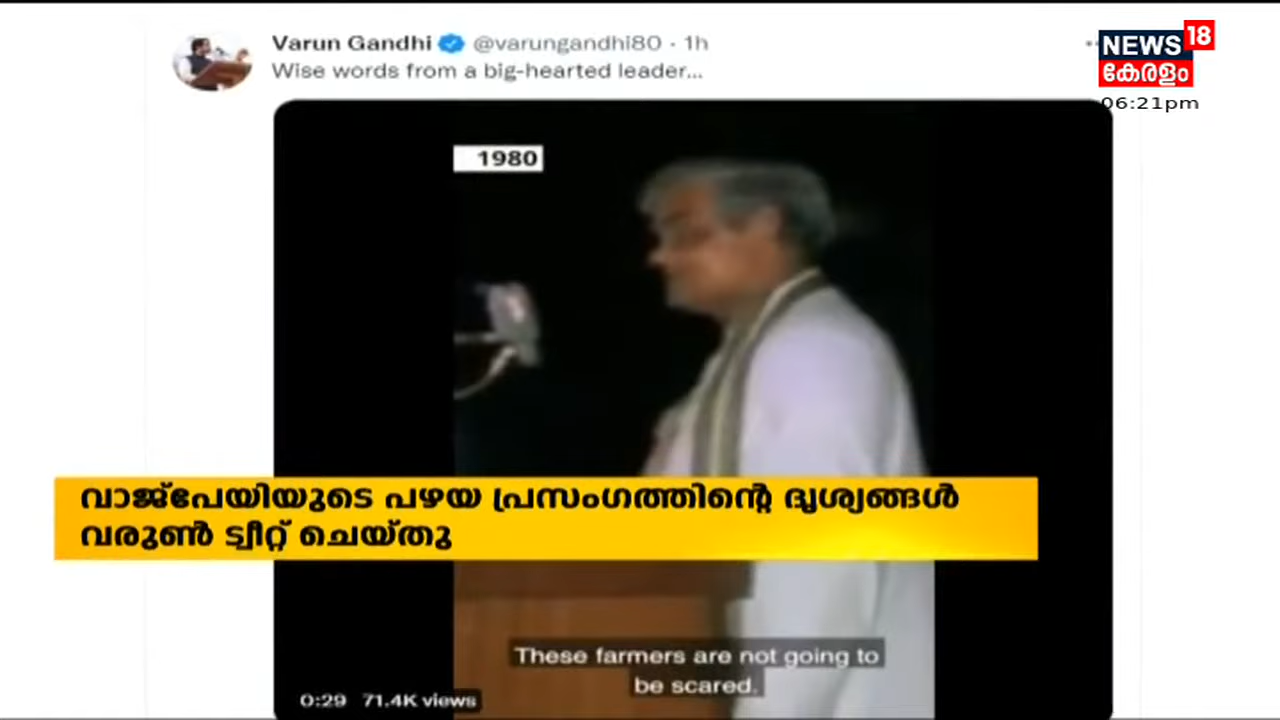 Varun Gandhi @varungandhi80 · 1h
Wise words from a big-hearted leader...
NEWS 18
കേരളം
06:21pm
1980
വാജ്പേയിയുടെ പഴയ പ്രസംഗത്തിന്റെ ദൃശ്യങ്ങൾ
വരുൺ ട്വീറ്റ് ചെയ്തു
These farmers are not going to
be scared.
0:29 71.4K views